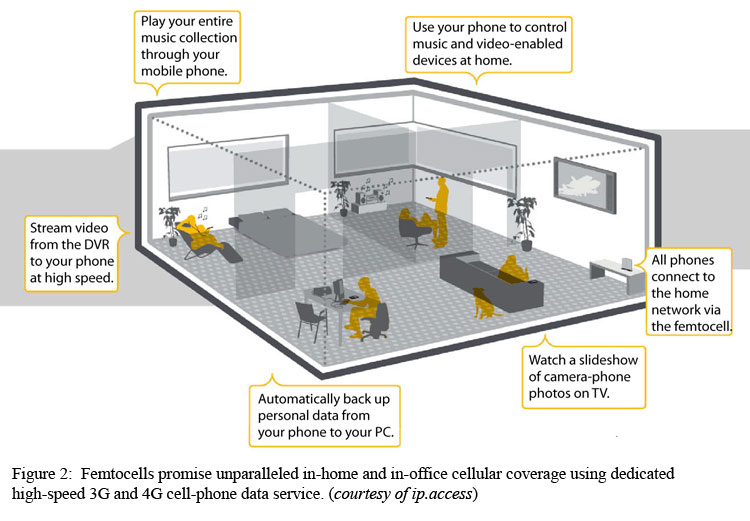 Play your entire
music collection
through your
mobile phone.
Use your phone to control
music and video-enabled
devices at home.
Stream video
from the DVR
to your phone
at high speed.
All phones
connect to
the home
network via
the femtocell.
Watch a slideshow
of camera-phone
photos on TV.
Automatically back up
personal data from
your phone to your PC.
Figure 2:  Femtocells promise unparalleled in-home and in-office cellular coverage using dedicated
high-speed 3G and 4G cell-phone data service. (courtesy of ip.access)